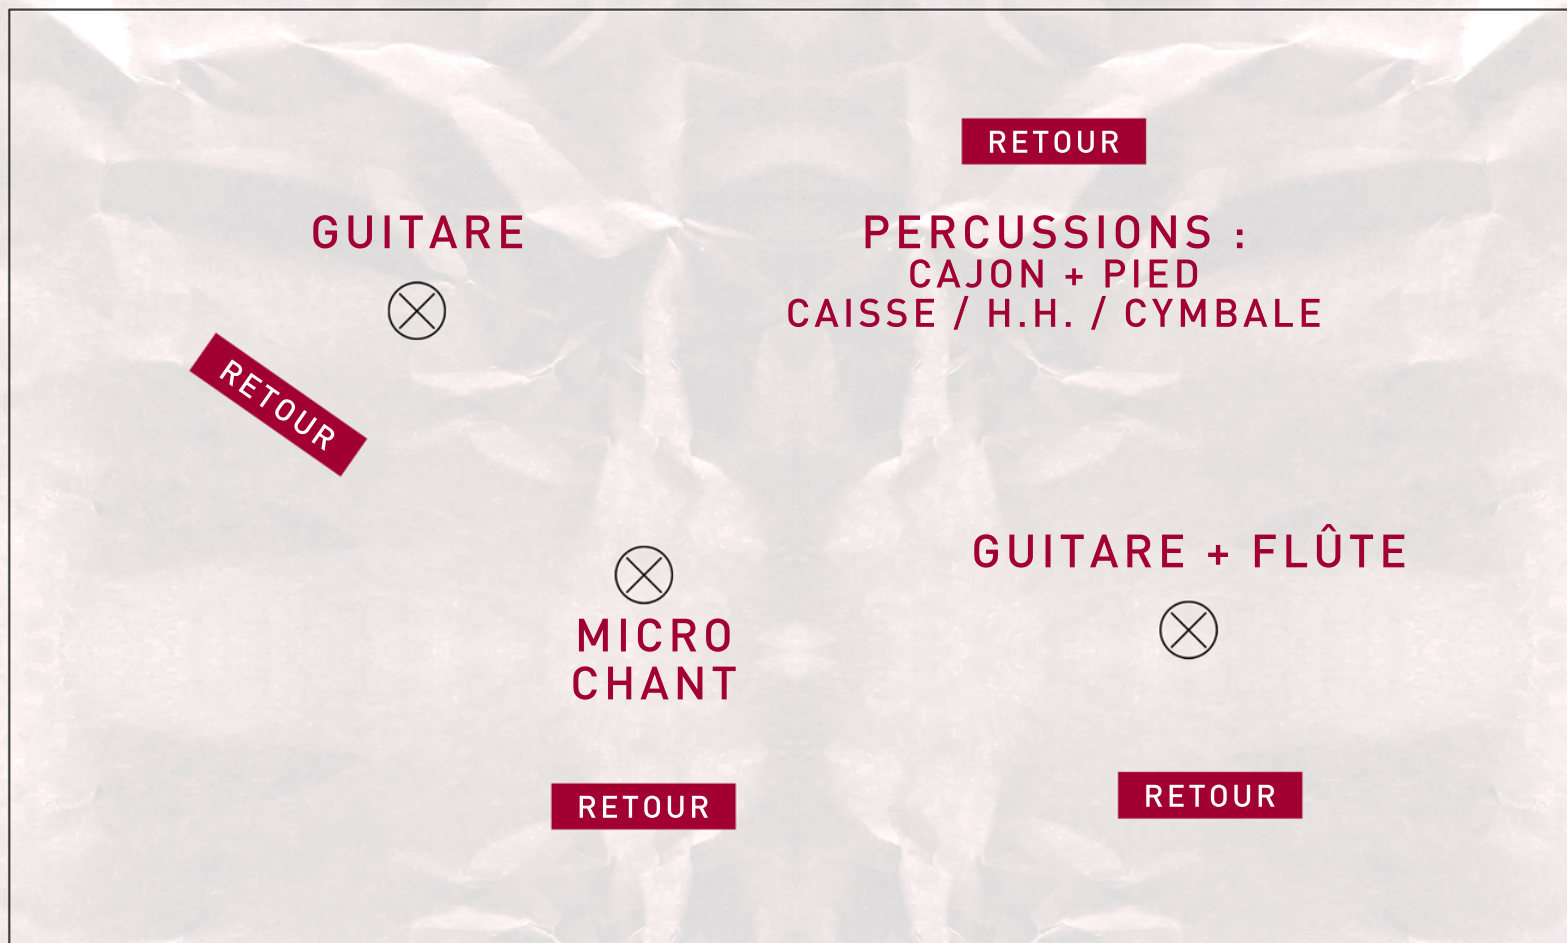 RETOUR
GUITARE
PERCUSSIONS :
CAJON + PIED
CAISSE / H.H. / CYMBALE
RETOUR
GUITARE + FLÛTE
MICRO
CHANT
RETOUR
RETOUR